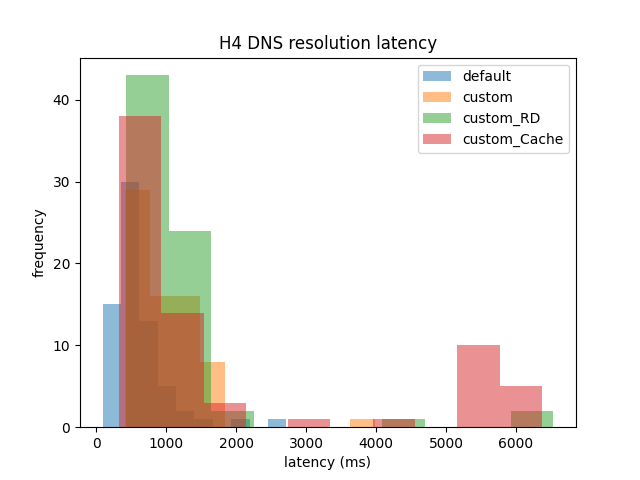 H4 DNS resolution latency
default
custom
custom_RD
custom_Cache
frequency
40
30
20
10
0
0 1000 2000 3000 4000 5000 6000
latency (ms)